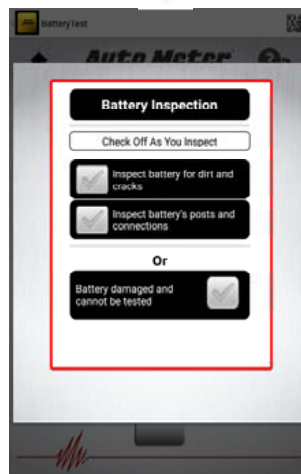 BatteryTest
Auto Meter
Battery Inspection
Check Off As You Inspect
Inspect battery for dirt and
cracks
Inspect battery's posts and
connections
Or
Battery damaged and
cannot be tested